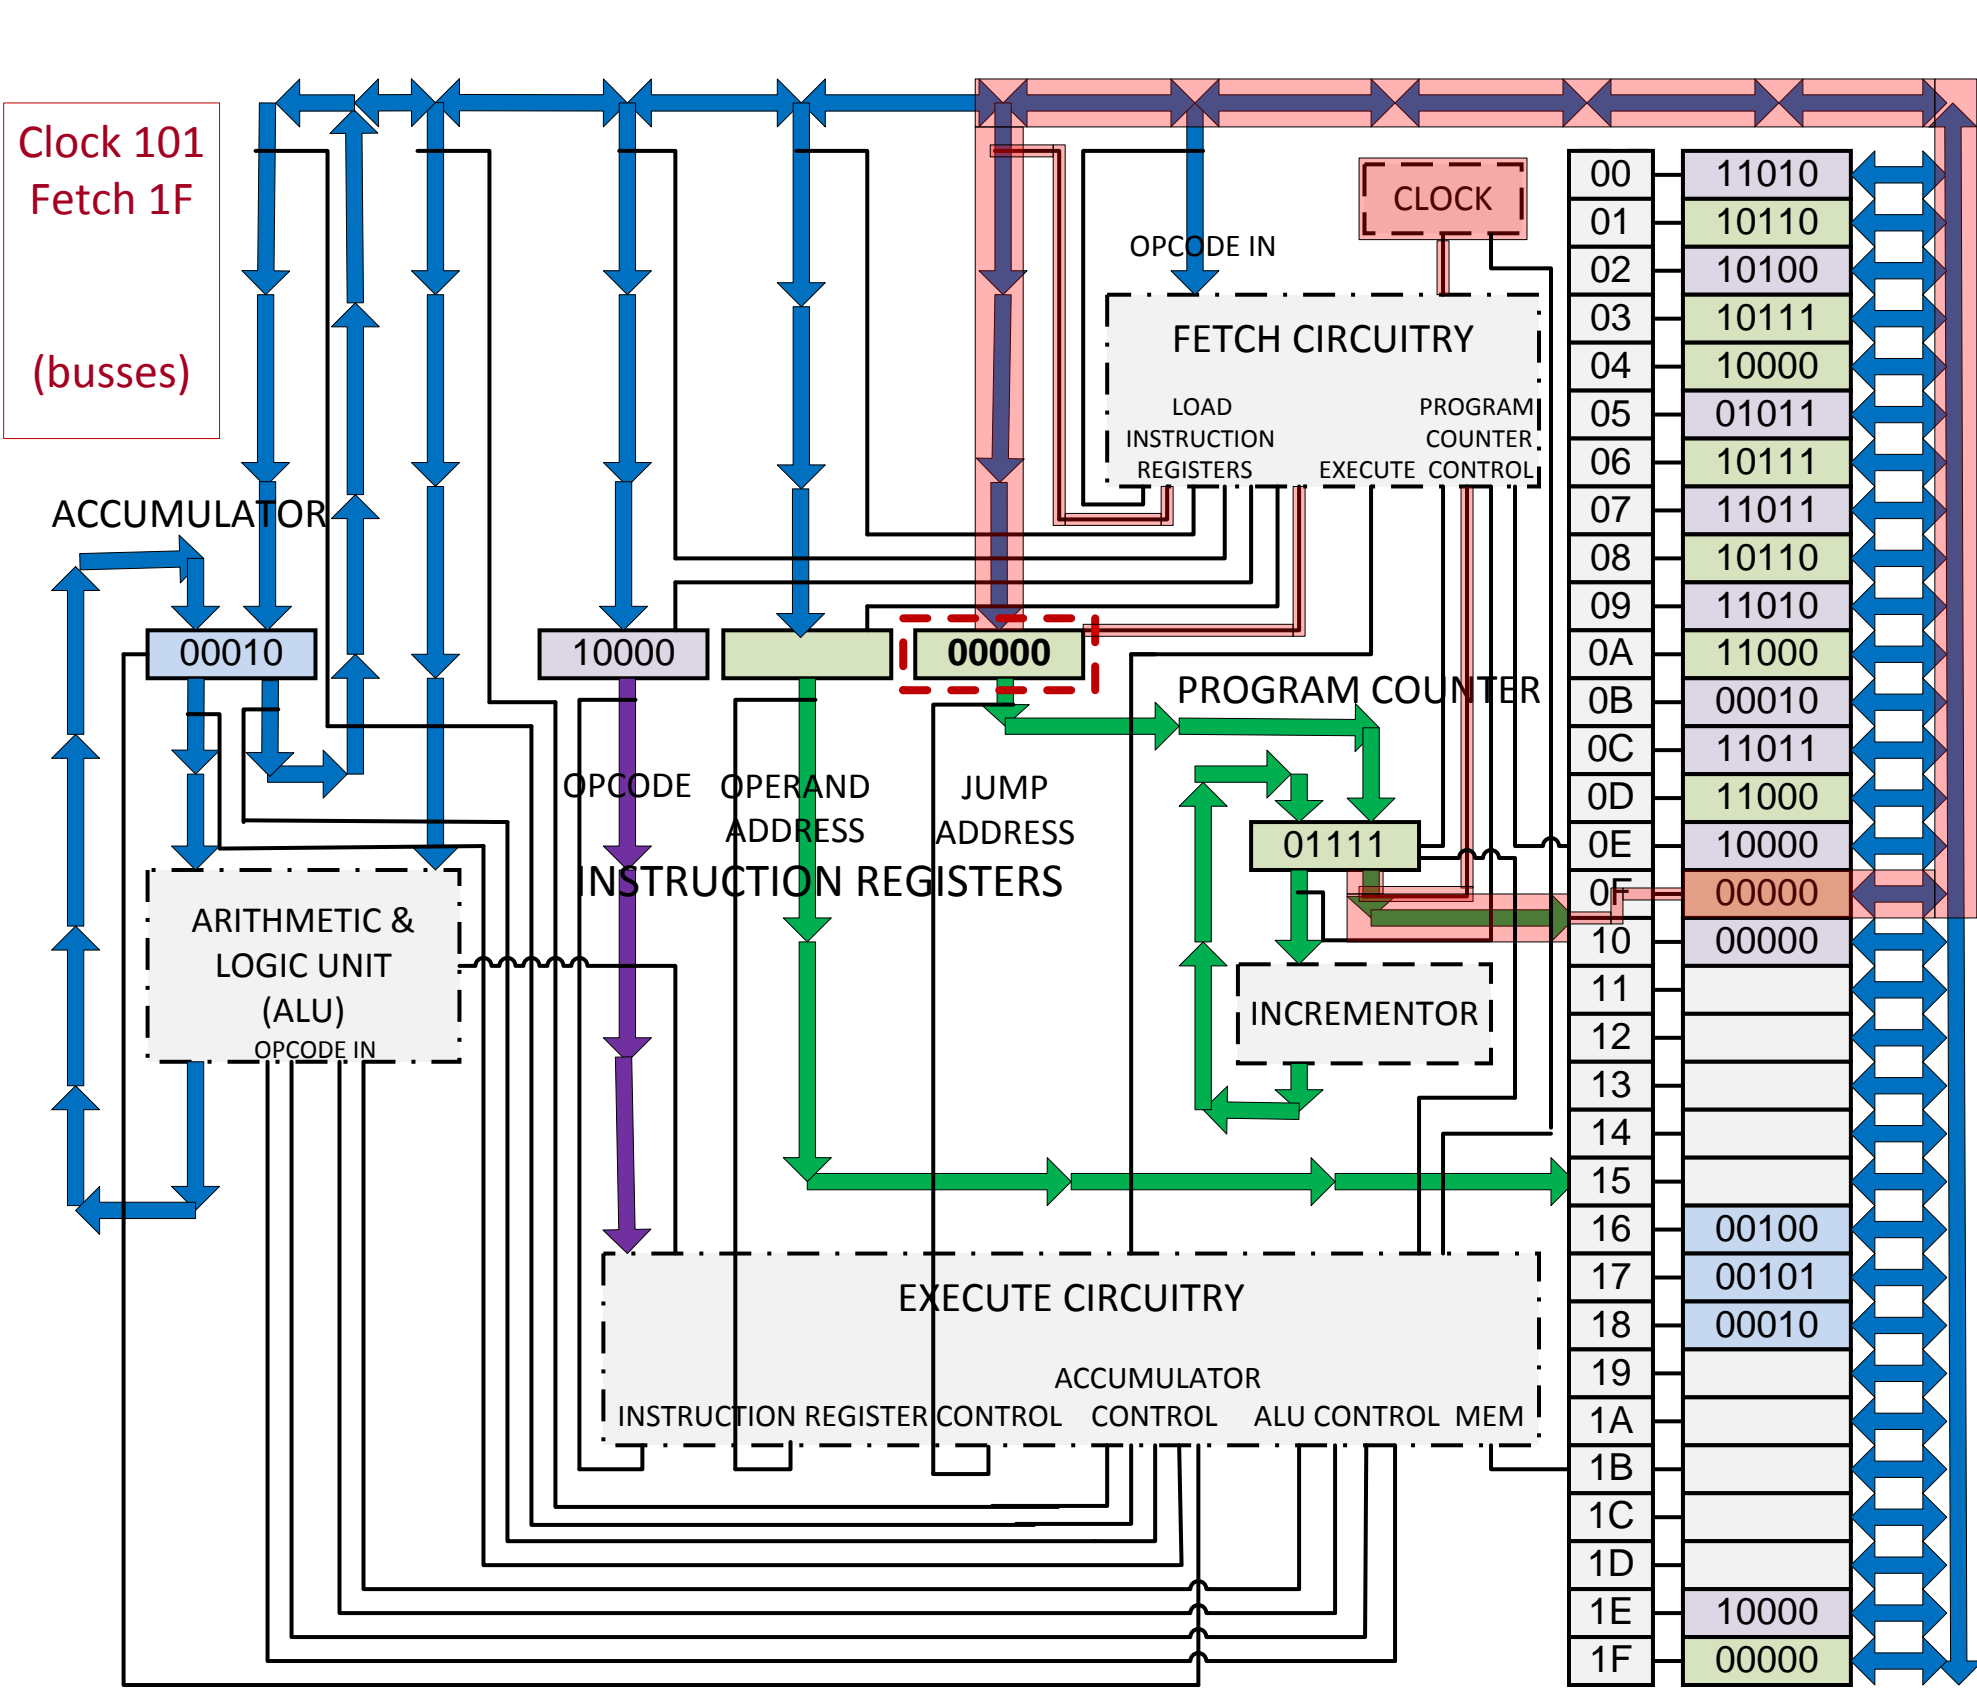 Clock 101
Fetch 1F
(busses)
CLOCK
OPCODE IN
FETCH CIRCUITRY
LOAD
INSTRUCTION
REGISTERS
EXECUTE
PROGRAM
COUNTER
CONTROL
ACCUMULATOR
00010
10000
00000
PROGRAM COUNTER
OPCODE
OPERAND
ADDRESS
JUMP
ADDRESS
INSTRUCTION REGISTERS
01111
INCREMENTOR
ARITHMETIC &
LOGIC UNIT
(ALU)
OPCODE IN
EXECUTE CIRCUITRY
INSTRUCTION REGISTER CONTROL
ACCUMULATOR
CONTROL
ALU CONTROL
MEM
00 11010
01 10110
02 10100
03 10111
04 10000
05 01011
06 10111
07 11011
08 10110
09 11010
0A 11000
0B 00010
0C 11011
0D 11000
0E 10000
0F 00000
10 00000
11
12
13
14
15
16 00100
17 00101
18 00010
19
1A
1B
1C
1D
1E 10000
1F 00000